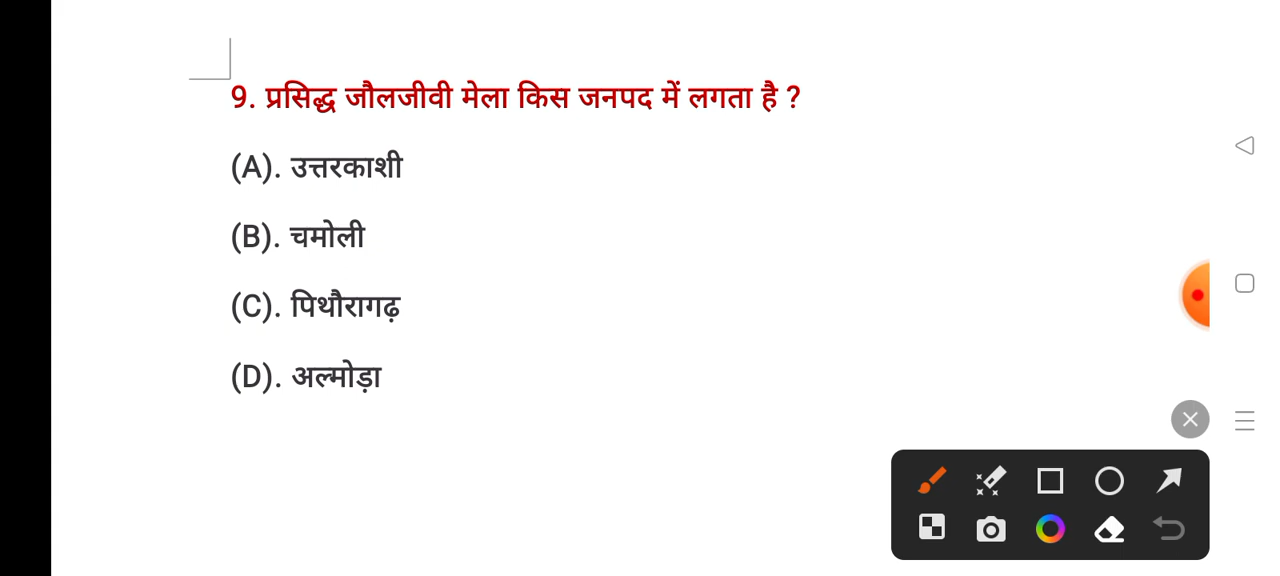 9. प्रसिद्ध जौलजीवी मेला किस जनपद में लगता है ?
(A). उत्तरकाशी
(B). चमोली
(C). पिथौरागढ़
(D). अल्मोड़ा